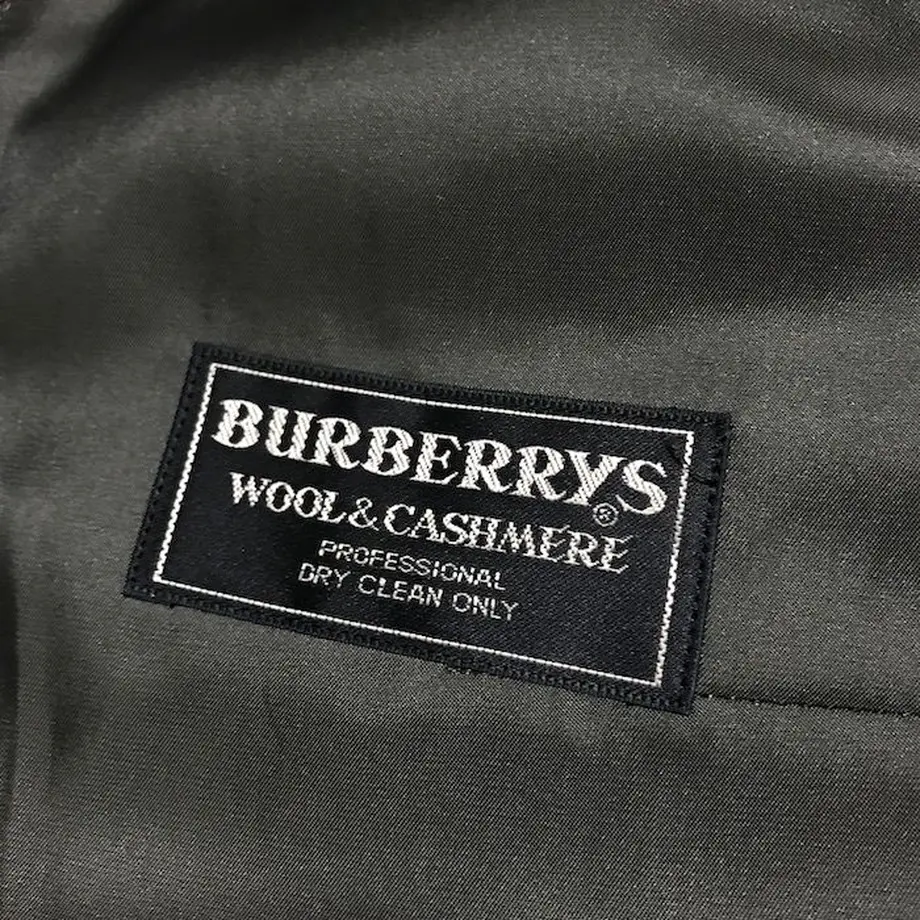 BURBERRYS®
WOOL&CASHMERE
PROFESSIONAL
DRY CLEAN ONLY